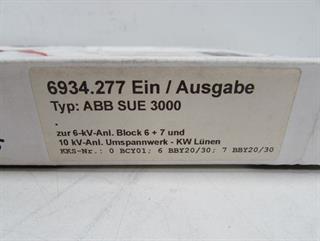 6934.277 Ein / Ausgabe
Typ: ABB SUE 3000
.
zur 6-kV-Anl. Block 6 + 7 und
10 kV-Anl. Umspannwerk - KW Lünen
KKS-Nr.: 0 BCY01; 6 BBY20/30; 7 BBY20/30